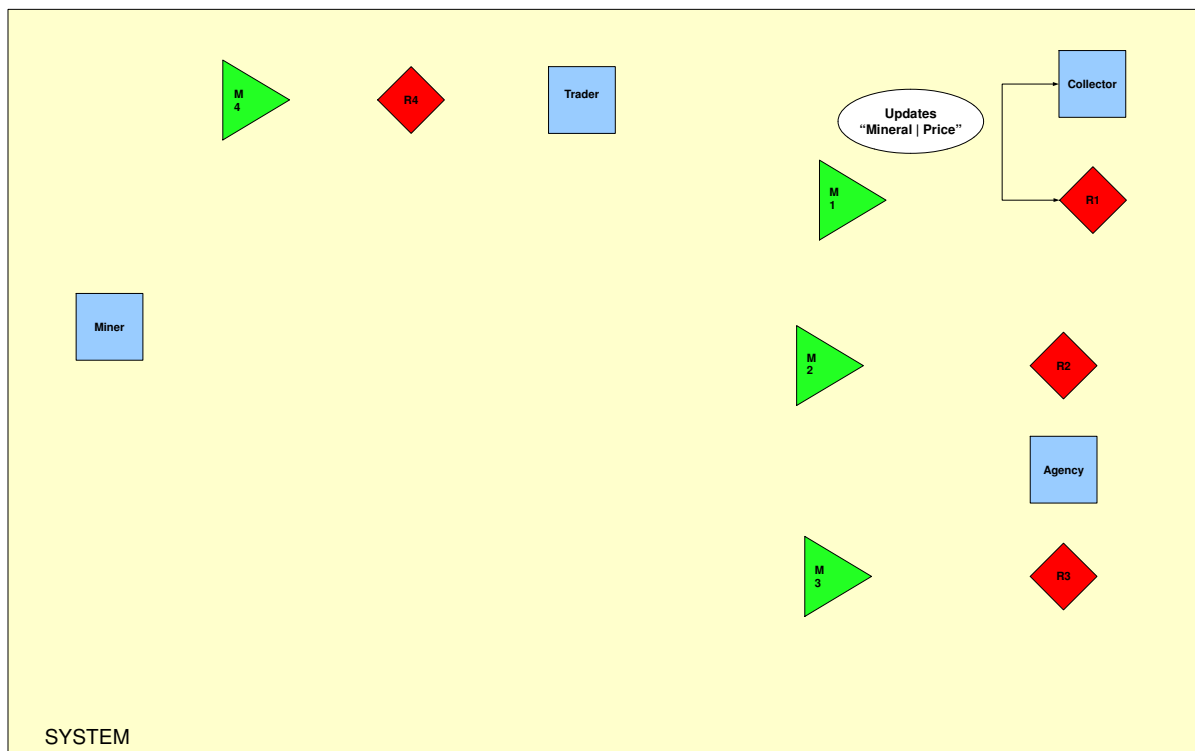 M
4
R4
Trader
Collector
Updates
“Mineral | Price”
M
1
R1
Miner
M
2
R2
Agency
M
3
R3
SYSTEM